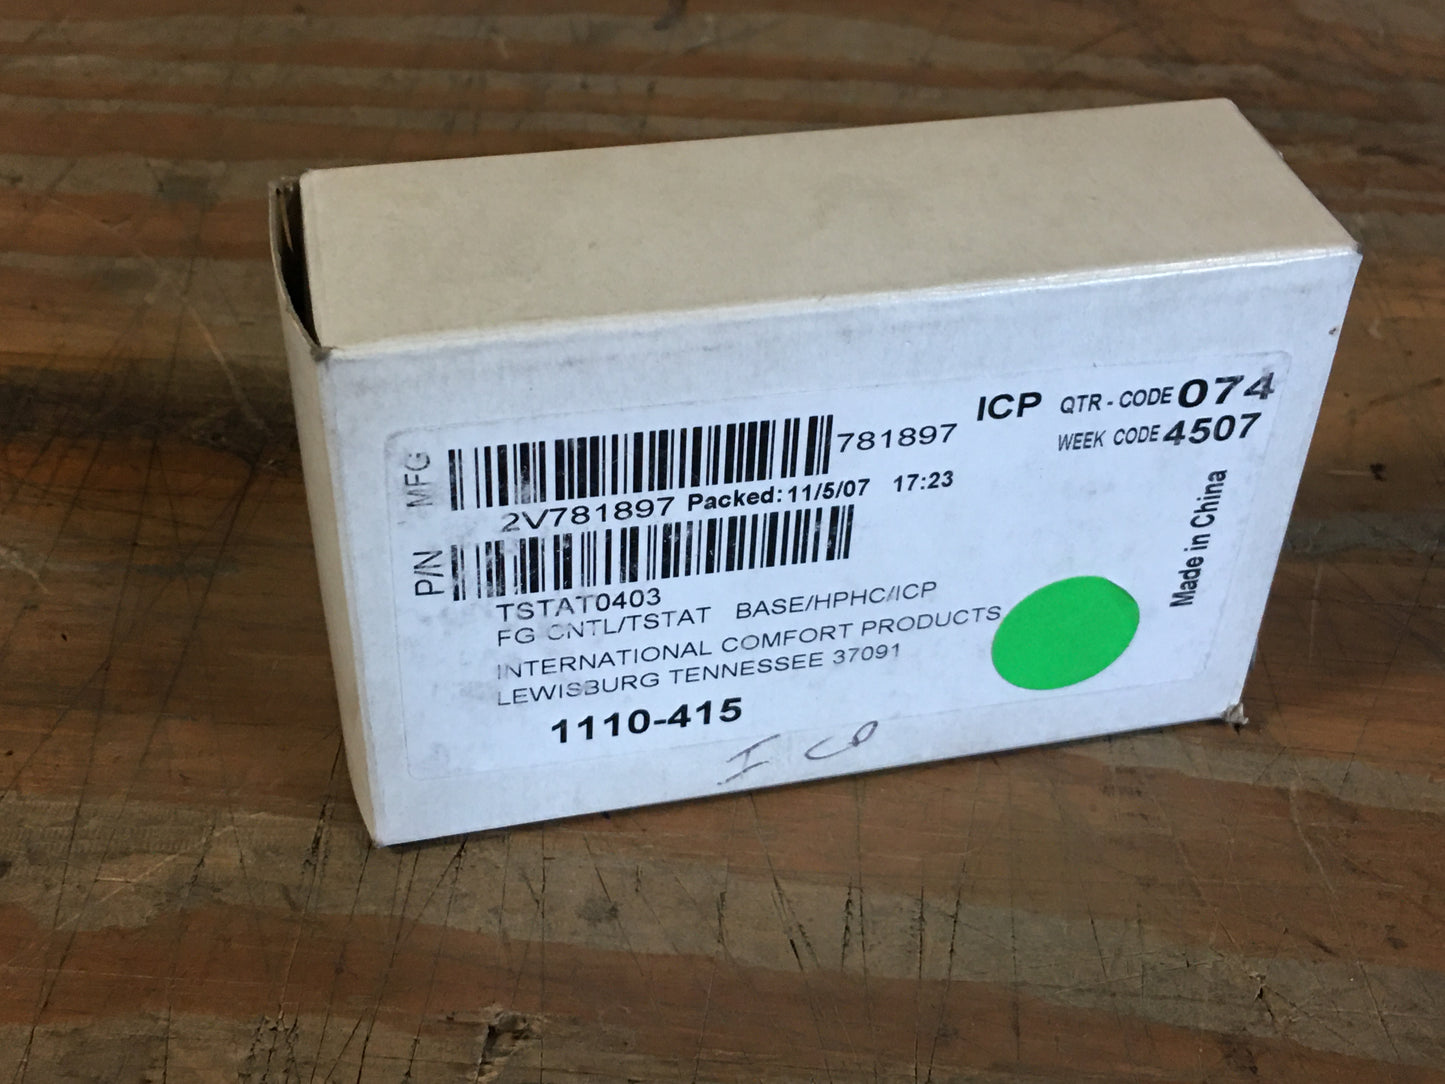 ICP QTR - CODE 074
WEEK CODE 4507
MFG 781897
2V781897 Packed: 11/5/07 17:23
P/N
TSTAT0403
FG CNTL/TSTAT BASE/HPHC/ICP
INTERNATIONAL COMFORT PRODUCTS
LEWISBURG TENNESSEE 37091
1110-415
Made in China
ICP